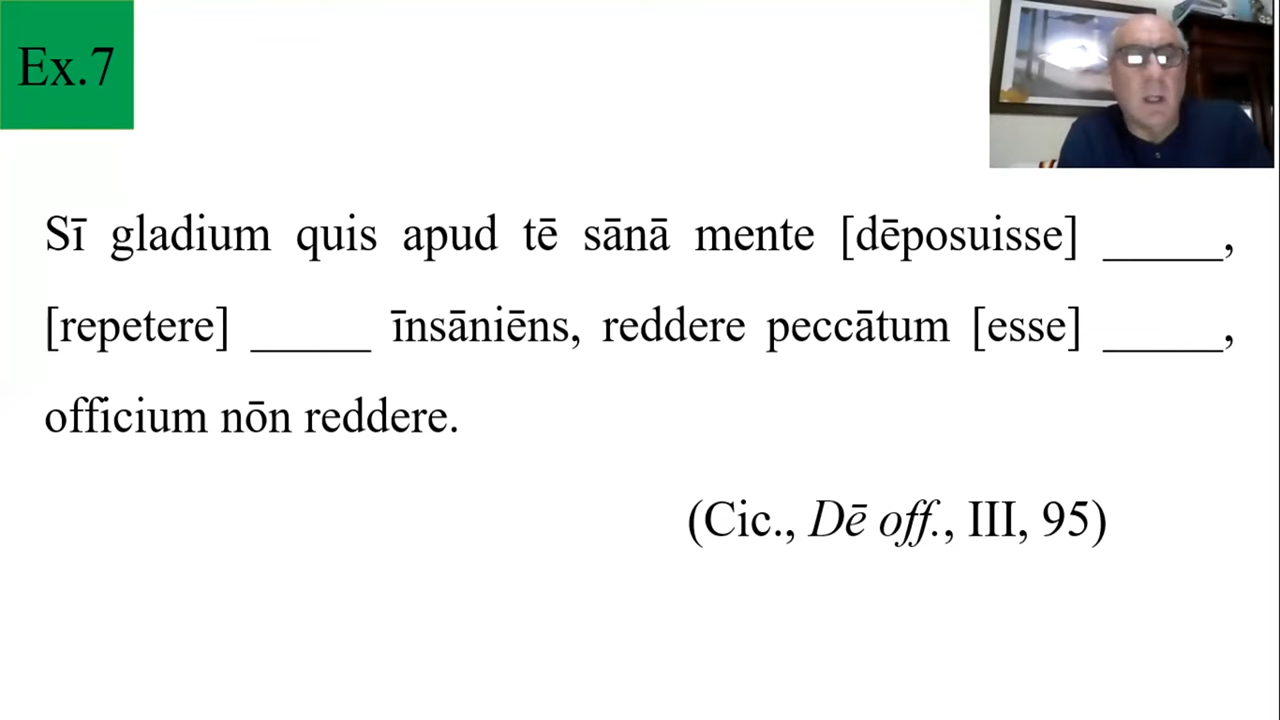 Ex.7
Sī gladium quis apud tē sānā mente [dēposuisse] _____,
[repetere] _____ īnsāniēns, reddere peccātum [esse] _____,
officium nōn reddere.
(Cic., Dē off., III, 95)